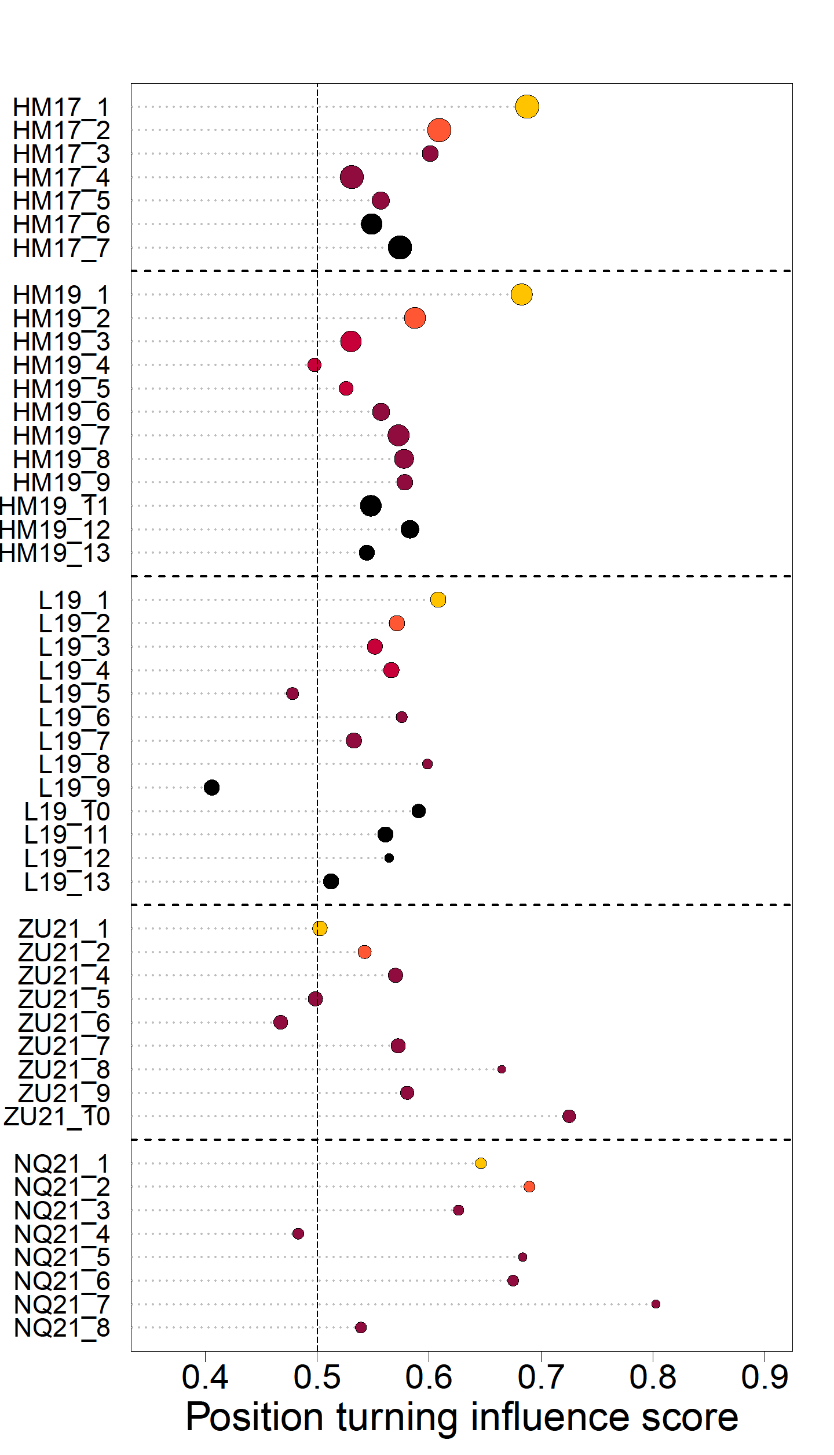 HM17_1
HM17_2
HM17_3
HM17_4
HM17_5
HM17_6
HM17_7
HM19_1
HM19_2
HM19_3
HM19_4
HM19_5
HM19_6
HM19_7
HM19_8
HM19_9
HM19_11
HM19_12
HM19_13
L19_1
L19_2
L19_3
L19_4
L19_5
L19_6
L19_7
L19_8
L19_9
L19_10
L19_11
L19_12
L19_13
ZU21_1
ZU21_2
ZU21_4
ZU21_5
ZU21_6
ZU21_7
ZU21_8
ZU21_9
ZU21_10
NQ21_1
NQ21_2
NQ21_3
NQ21_4
NQ21_5
NQ21_6
NQ21_7
NQ21_8
0.4 0.5 0.6 0.7 0.8 0.9
Position turning influence score